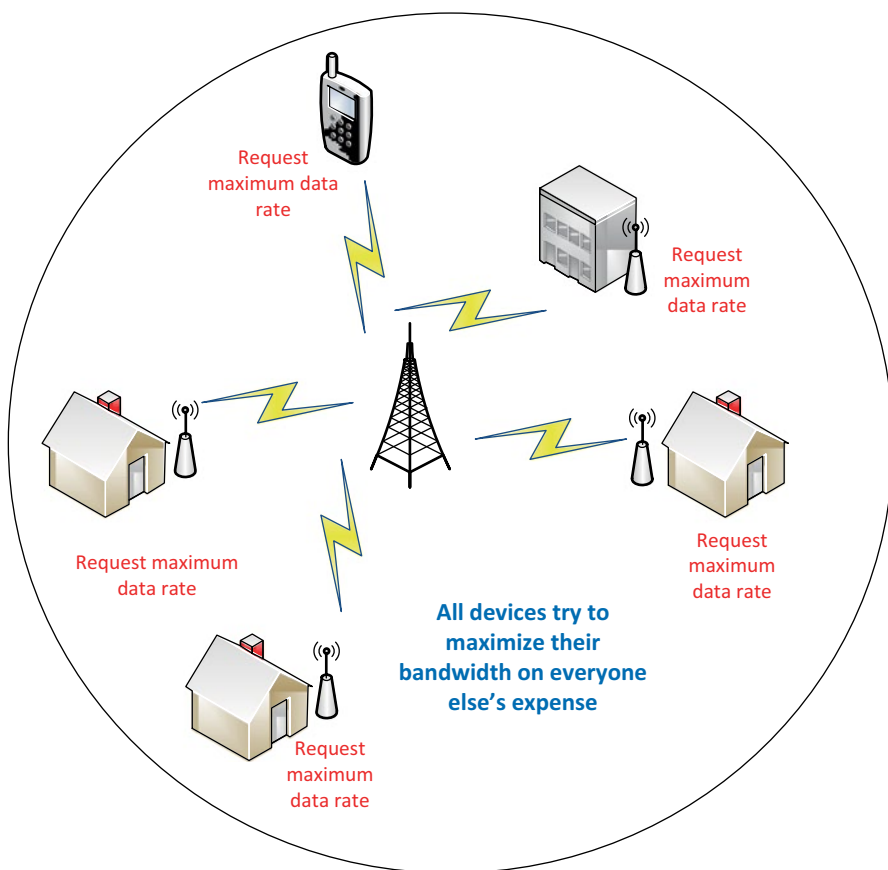 Request
maximum data
rate
Request
maximum
data rate
Request maximum
data rate
Request
maximum
data rate
All devices try to
maximize their
bandwidth on everyone
else’s expense
Request
maximum
data rate